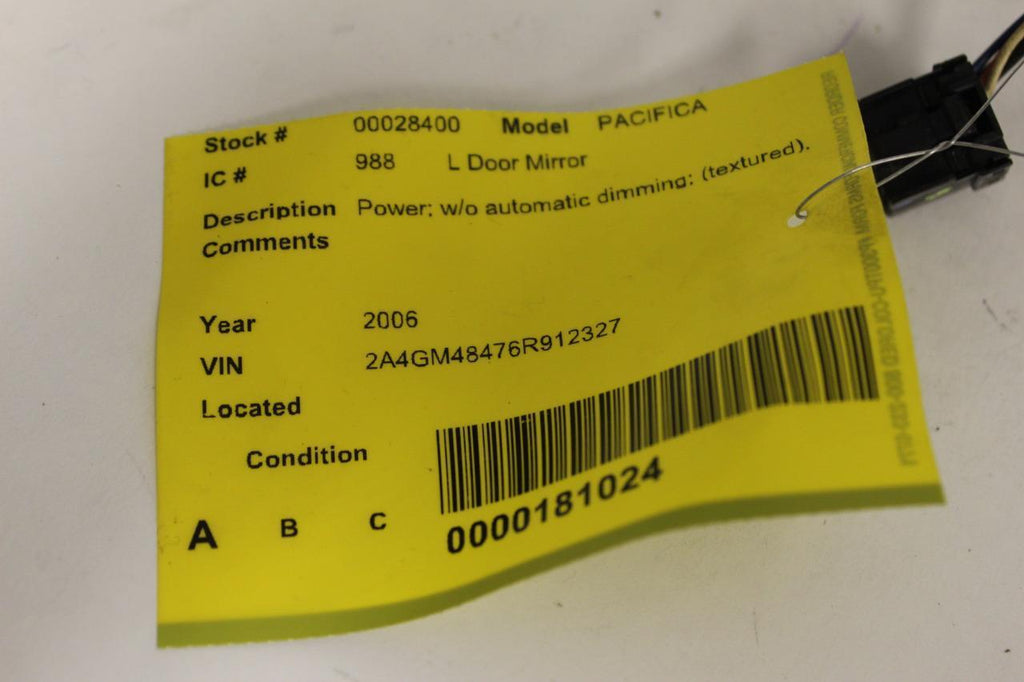 Stock # 00028400 Model PACIFICA
IC # 988 L Door Mirror
Description Power; w/o automatic dimming; (textured).
Comments
Year 2006
VIN 2A4GM48476R912327
Located
Condition
A B C
0000181024